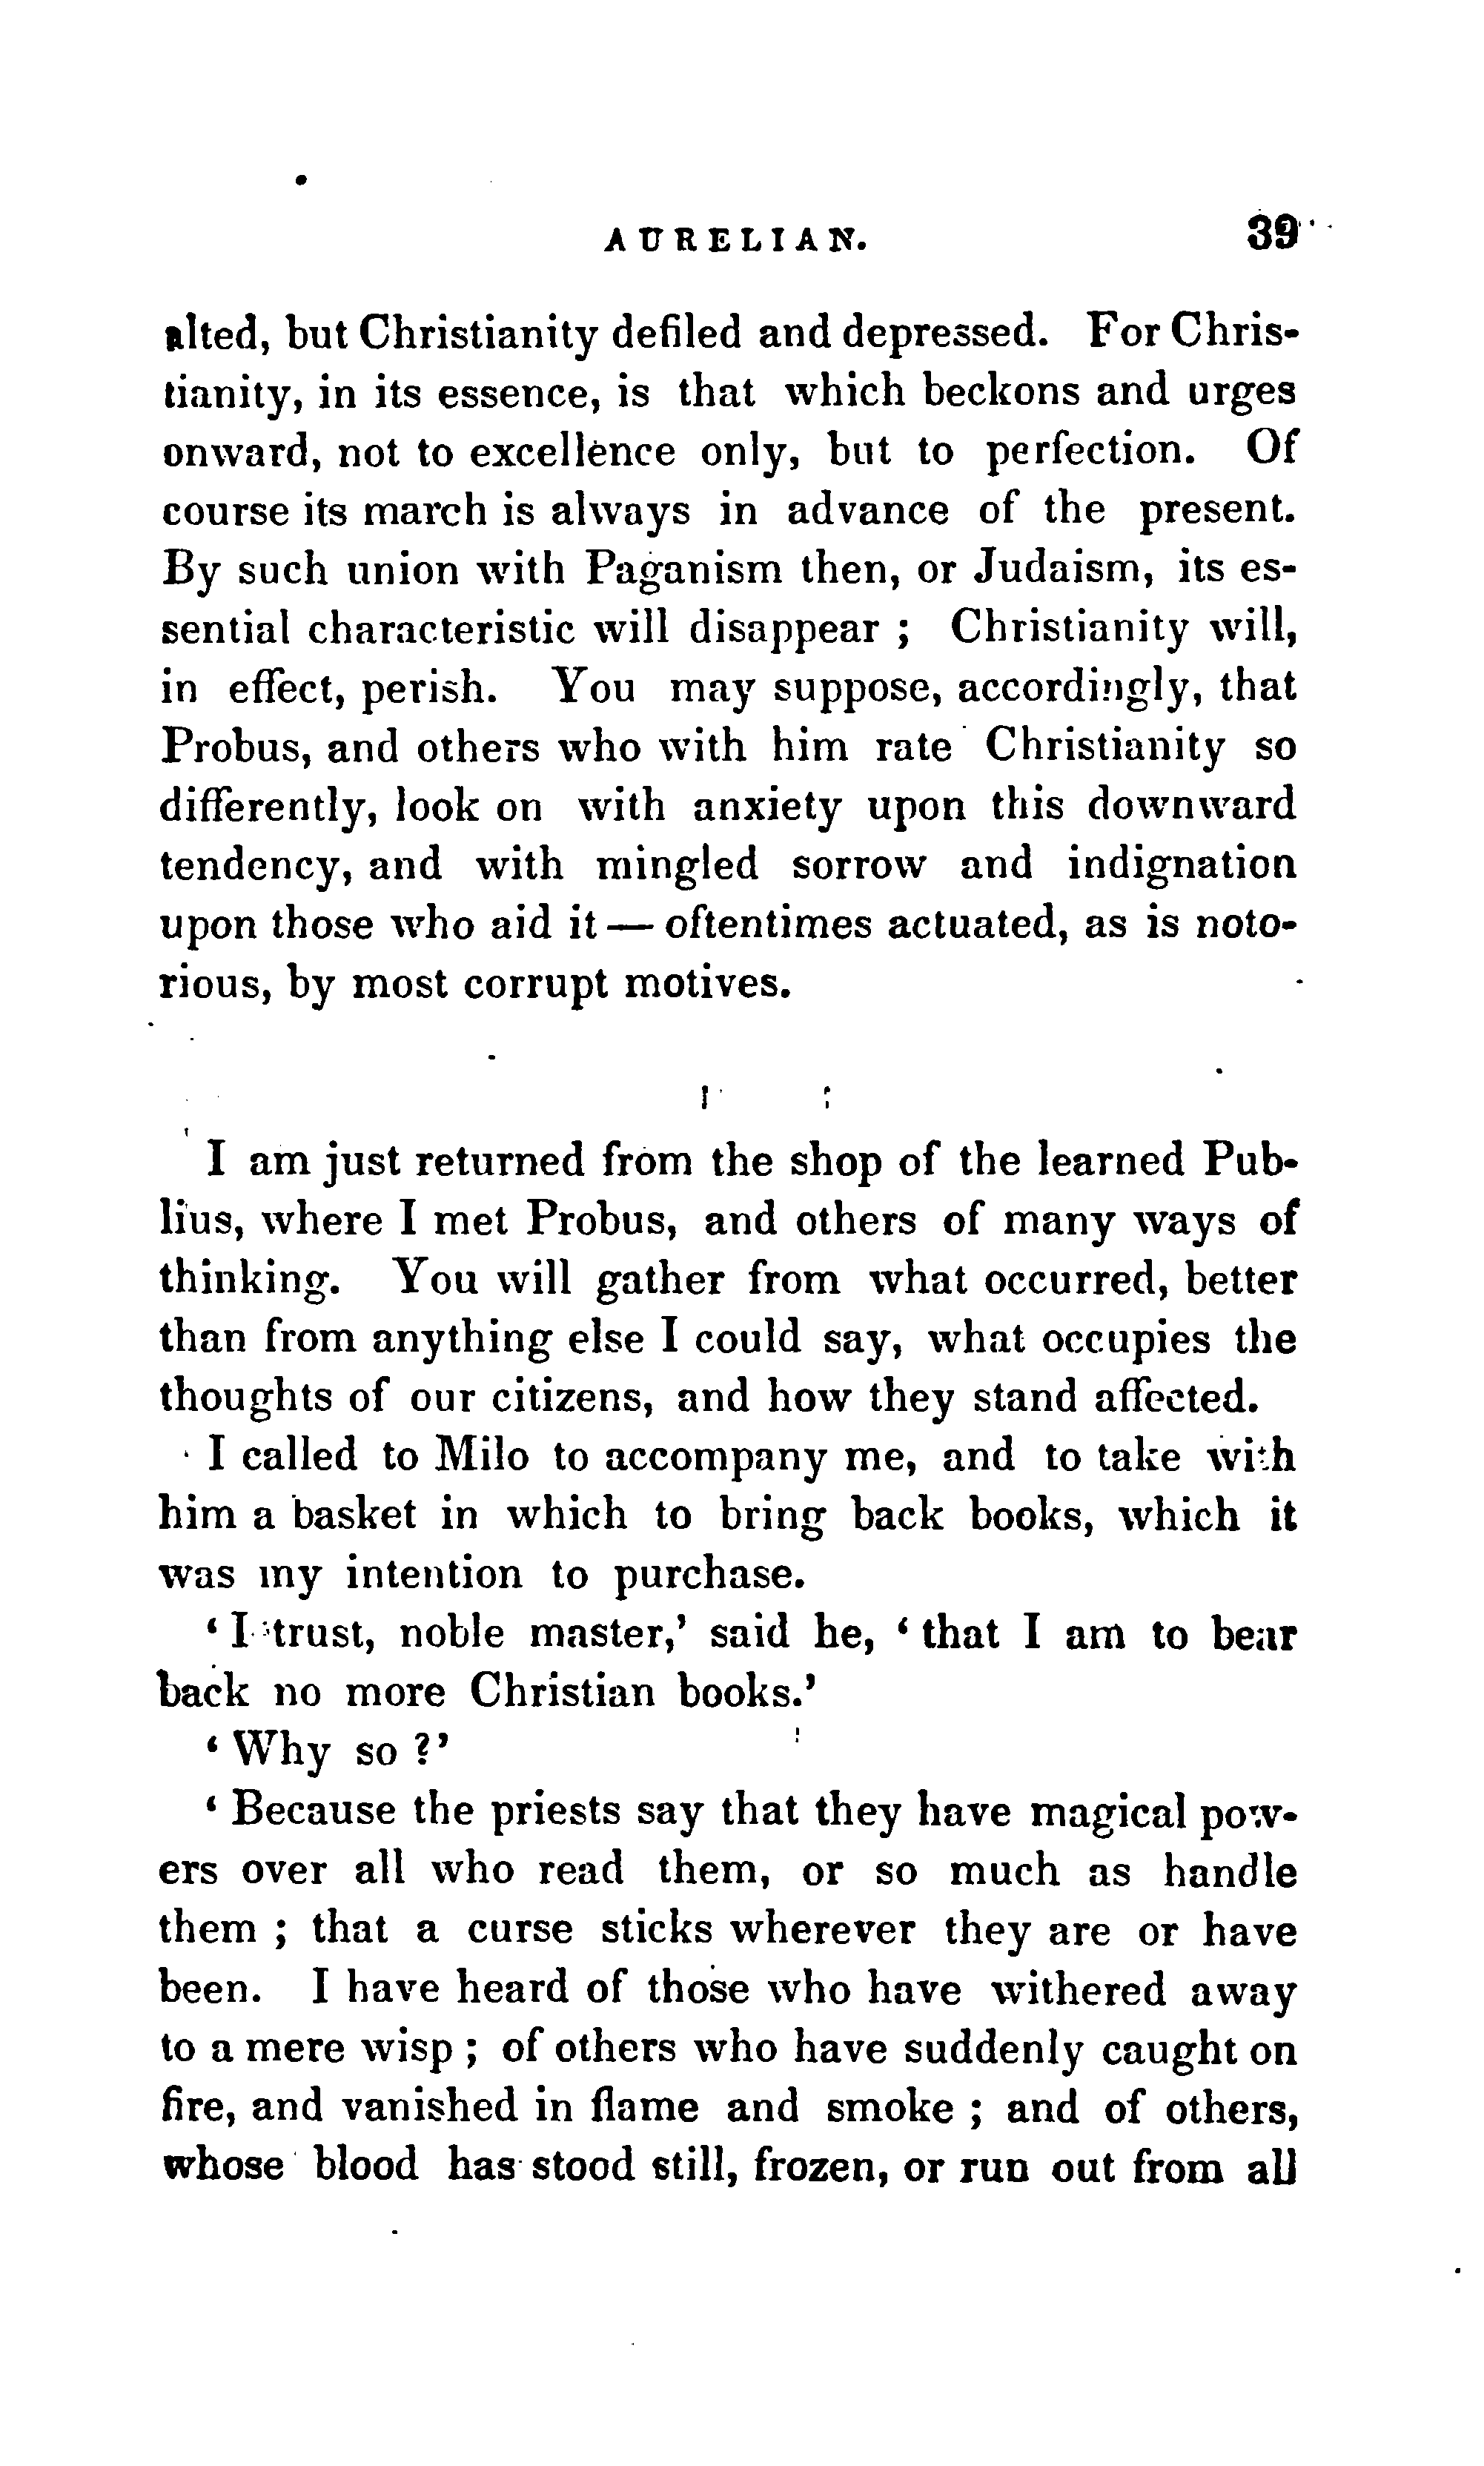 AURELIAN. 39
alted, but Christianity defiled and depressed. For Chris-
tianity, in its essence, is that which beckons and urges
onward, not to excellence only, but to perfection. Of
course its march is always in advance of the present.
By such union with Paganism then, or Judaism, its es-
sential characteristic will disappear ; Christianity will,
in effect, perish. You may suppose, accordingly, that
Probus, and others who with him rate Christianity so
differently, look on with anxiety upon this downward
tendency, and with mingled sorrow and indignation
upon those who aid it — oftentimes actuated, as is noto-
rious, by most corrupt motives.
I am just returned from the shop of the learned Pub-
lius, where I met Probus, and others of many ways of
thinking. You will gather from what occurred, better
than from anything else I could say, what occupies the
thoughts of our citizens, and how they stand affected.
I called to Milo to accompany me, and to take with
him a basket in which to bring back books, which it
was my intention to purchase.
‘ I trust, noble master,’ said he, ‘ that I am to bear
back no more Christian books.’
‘ Why so ?’
‘ Because the priests say that they have magical pow-
ers over all who read them, or so much as handle
them ; that a curse sticks wherever they are or have
been. I have heard of those who have withered away
to a mere wisp ; of others who have suddenly caught on
fire, and vanished in flame and smoke ; and of others,
whose blood has stood still, frozen, or run out from all